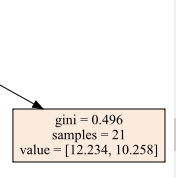 gini = 0.496
samples = 21
value = [12.234, 10.258]